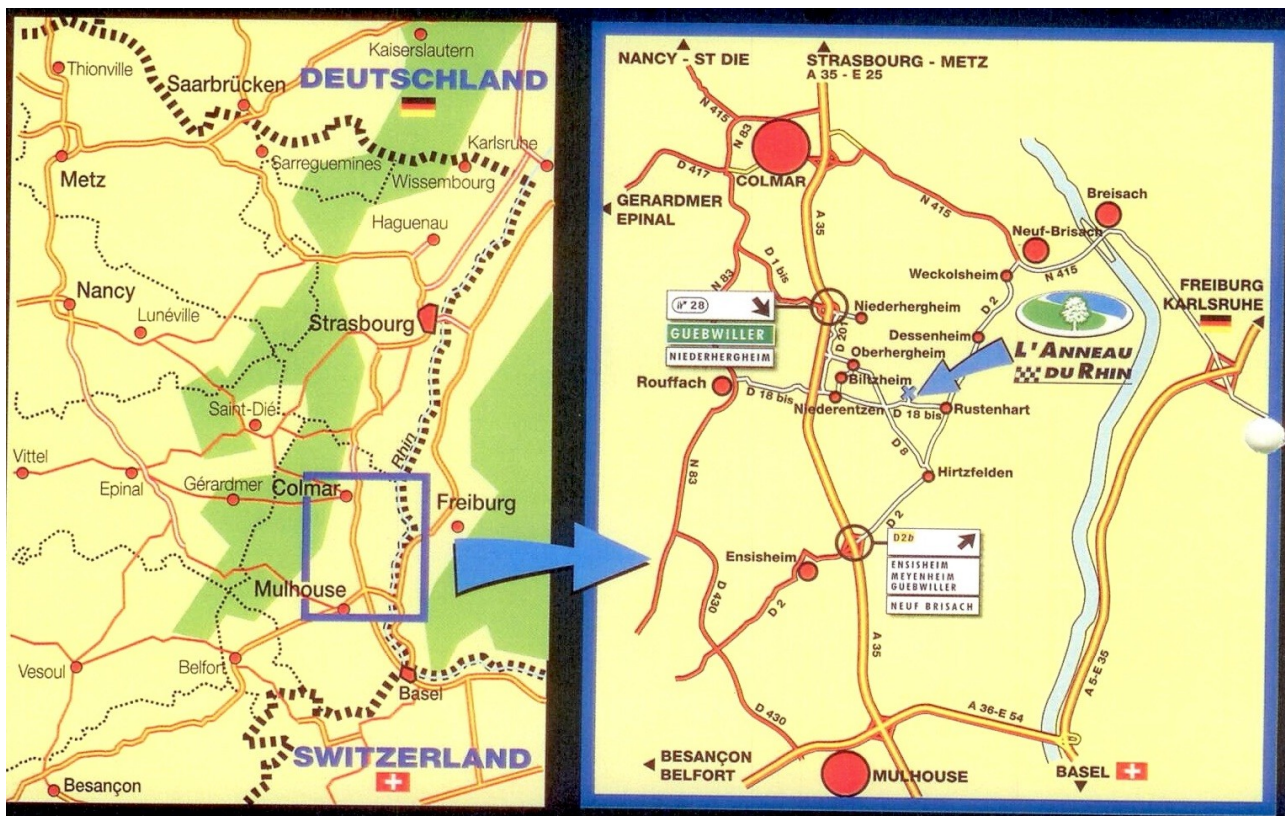 Kaiserslautern
Thionville
DEUTSCHLAND
Saarbrücken
Karlsruhe
Sarreguemines
Wissembourg
Metz
Haguenau
Nancy
Lunéville
Strasbourg
Saint-Dié
Rhin
Vittel
Epinal
Gérardmer
Colmar
Freiburg
Mulhouse
Vesoul
Belfort
Basel
SWITZERLAND
Besançon
NANCY - ST DIE
STRASBOURG - METZ
A 35 - E 25
N 415
N 83
D 417
COLMAR
GERARDMER
EPINAL
A 35
N 415
Breisach
Neuf-Brisach
N 415
Weckolsheim
D 2
FREIBURG
KARLSRUHE
N 83
D 1 bis
N° 28
GUEBWILLER
NIEDERHERGHEIM
Niederhergheim
D 201
Dessenheim
Oberhergheim
L'ANNEAU
DU RHIN
Rouffach
Biltzheim
D 18 bis
Niederentzen
D 18 bis
Rustenhart
D 8
N 83
Hirtzfelden
D 2
Ensisheim
D2b
ENSISHEIM
MEYENHEIM
GUEBWILLER
NEUF BRISACH
D 430
D 2
A 35
A 5-E 35
D 430
A 36-E 54
BESANÇON
BELFORT
MULHOUSE
BASEL